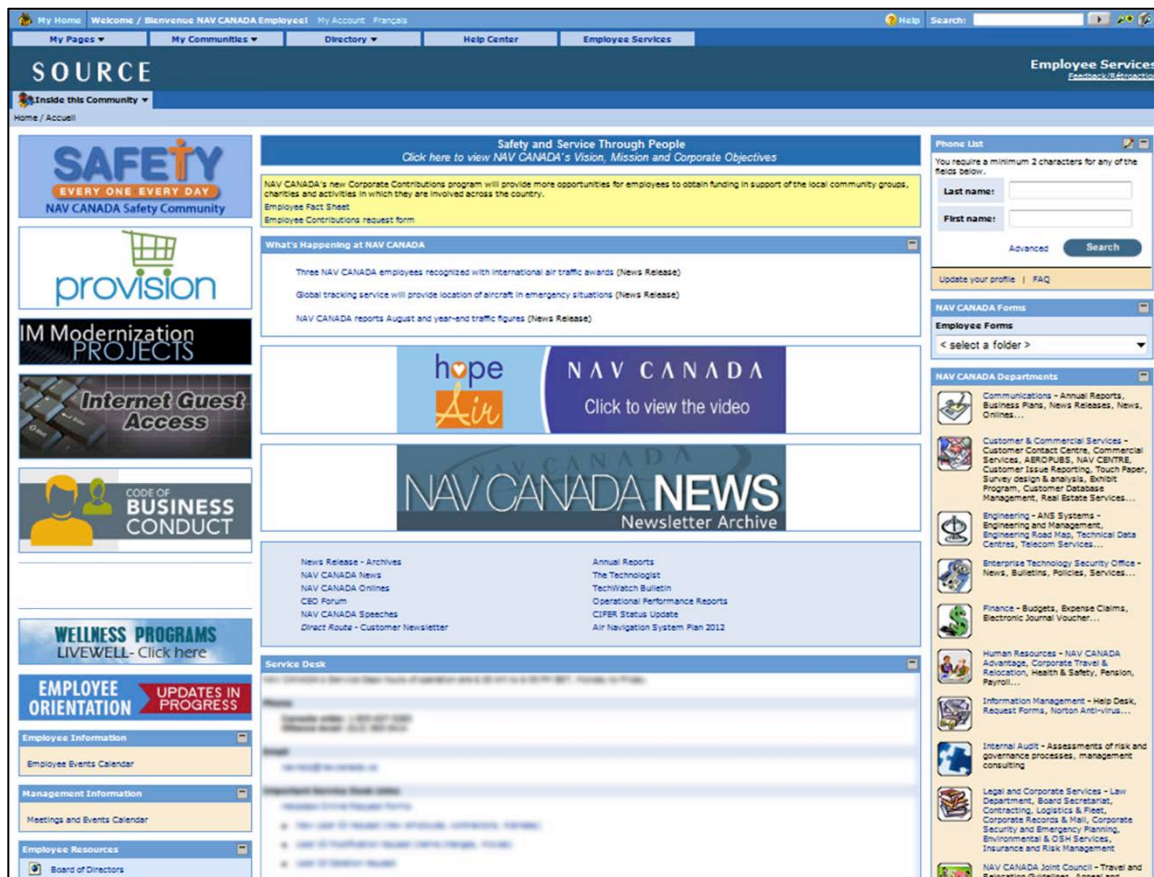 My Home Welcome / Bienvenue NAV CANADA Employee! My Account Français Help Search:
My Pages My Communities Directory Help Center Employee Services
SOURCE
Employee Services
Feedback/Rétroaction
Inside this Community
Home / Accueil
SAFETY
EVERY ONE EVERY DAY
NAV CANADA Safety Community
provision
IM Modernization
PROJECTS
Internet Guest
Access
CODE OF
BUSINESS
CONDUCT
WELLNESS PROGRAMS
LIVEWELL- Click here
EMPLOYEE
ORIENTATION
UPDATES IN
PROGRESS
Employee Information
Employee Events Calendar
Management Information
Meetings and Events Calendar
Employee Resources
Board of Directors
Safety and Service Through People
Click here to view NAV CANADA's Vision, Mission and Corporate Objectives
NAV CANADA's new Corporate Contributions program will provide more opportunities for employees to obtain funding in support of the local community groups,
charities and activities in which they are involved across the country.
Employee Fact Sheet
Employee Contributions request form
What's Happening at NAV CANADA
Three NAV CANADA employees recognized with international air traffic awards (News Release)
Global tracking service will provide location of aircraft in emergency situations (News Release)
NAV CANADA reports August and year-end traffic figures (News Release)
hope
Air
NAV CANADA
Click to view the video
NAV CANADA
NAV CANADA NEWS
Newsletter Archive
News Release - Archives
NAV CANADA News
NAV CANADA Onlines
CEO Forum
NAV CANADA Speeches
Direct Route - Customer Newsletter
Annual Reports
The Technologist
TechWatch Bulletin
Operational Performance Reports
CIFER Status Update
Air Navigation System Plan 2012
Service Desk
Phone
Email
Phone List
You require a minimum 2 characters for any of the
fields below.
Last name:
First name:
Advanced Search
Update your profile | FAQ
NAV CANADA Forms
Employee Forms
< select a folder >
NAV CANADA Departments
Communications - Annual Reports,
Business Plans, News Releases, News,
Onlines...
Customer & Commercial Services -
Customer Contact Centre, Commercial
Services, AEROPUBS, NAV CENTRE,
Customer Issue Reporting, Touch Paper,
Survey design & analysis, Exhibit
Program, Customer Database
Management, Real Estate Services...
Engineering - ANS Systems -
Engineering and Management,
Engineering Road Map, Technical Data
Centres, Telecom Services...
Enterprise Technology Security Office -
News, Bulletins, Policies, Services...
Finance - Budgets, Expense Claims,
Electronic Journal Voucher...
Human Resources - NAV CANADA
Advantage, Corporate Travel &
Relocation, Health & Safety, Pension,
Payroll...
Information Management - Help Desk,
Request Forms, Norton Anti-virus...
Internal Audit - Assessments of risk and
governance processes, management
consulting
Legal and Corporate Services - Law
Department, Board Secretariat,
Contracting, Logistics & Fleet,
Corporate Records & Mail, Corporate
Security and Emergency Planning,
Environmental & OSH Services,
Insurance and Risk Management
NAV CANADA Joint Council - Travel and